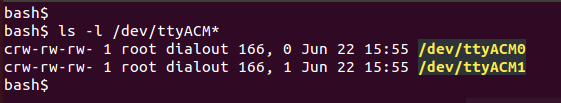 bash$
bash$ ls -l /dev/ttyACM*
crw-rw-rw- 1 root dialout 166, 0 Jun 22 15:55 /dev/ttyACM0
crw-rw-rw- 1 root dialout 166, 1 Jun 22 15:55 /dev/ttyACM1
bash$